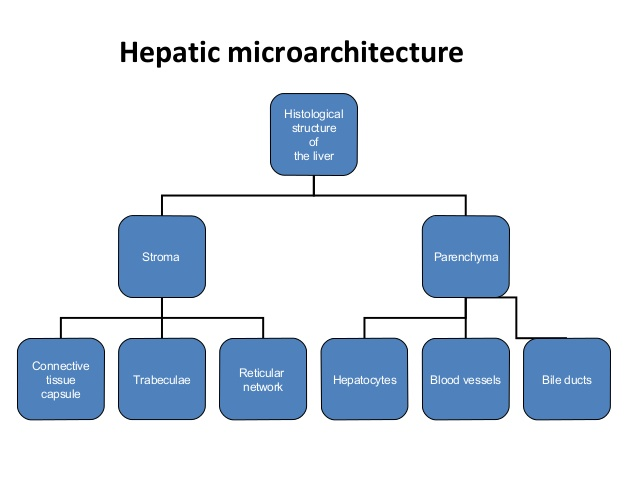 Hepatic microarchitecture
Histological
structure
of
the liver
Stroma
Parenchyma
Connective
tissue
capsule
Trabeculae
Reticular
network
Hepatocytes
Blood vessels
Bile ducts